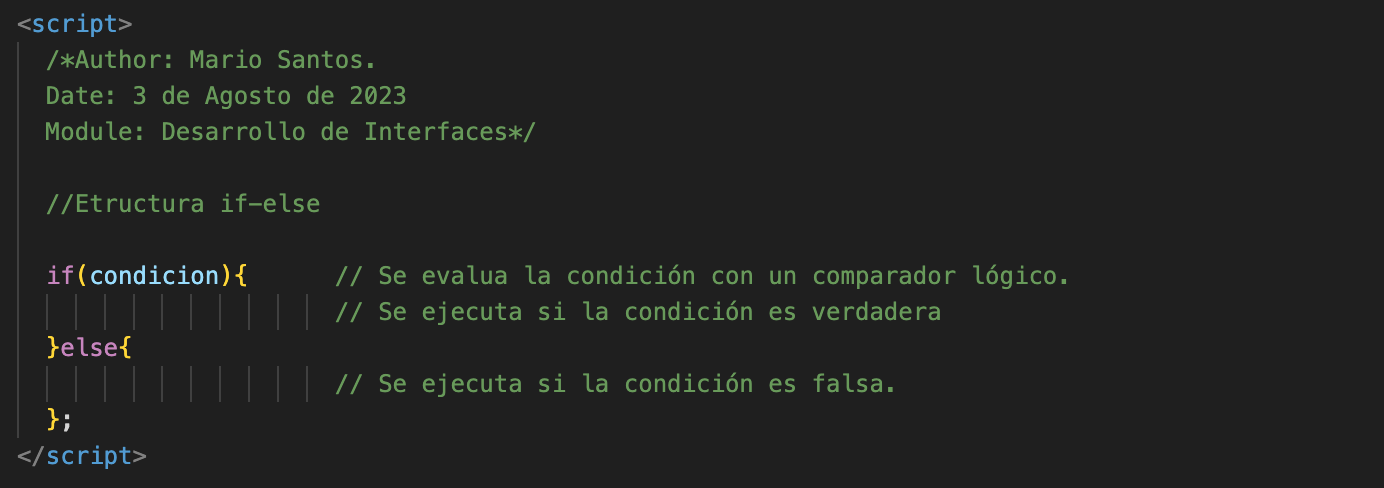 <script>
/*Author: Mario Santos.
Date: 3 de Agosto de 2023
Module: Desarrollo de Interfaces*/
//Etructura if-else
if(condicion){ // Se evalua la condición con un comparador lógico.
// Se ejecuta si la condición es verdadera
}else{
// Se ejecuta si la condición es falsa.
};
</script>